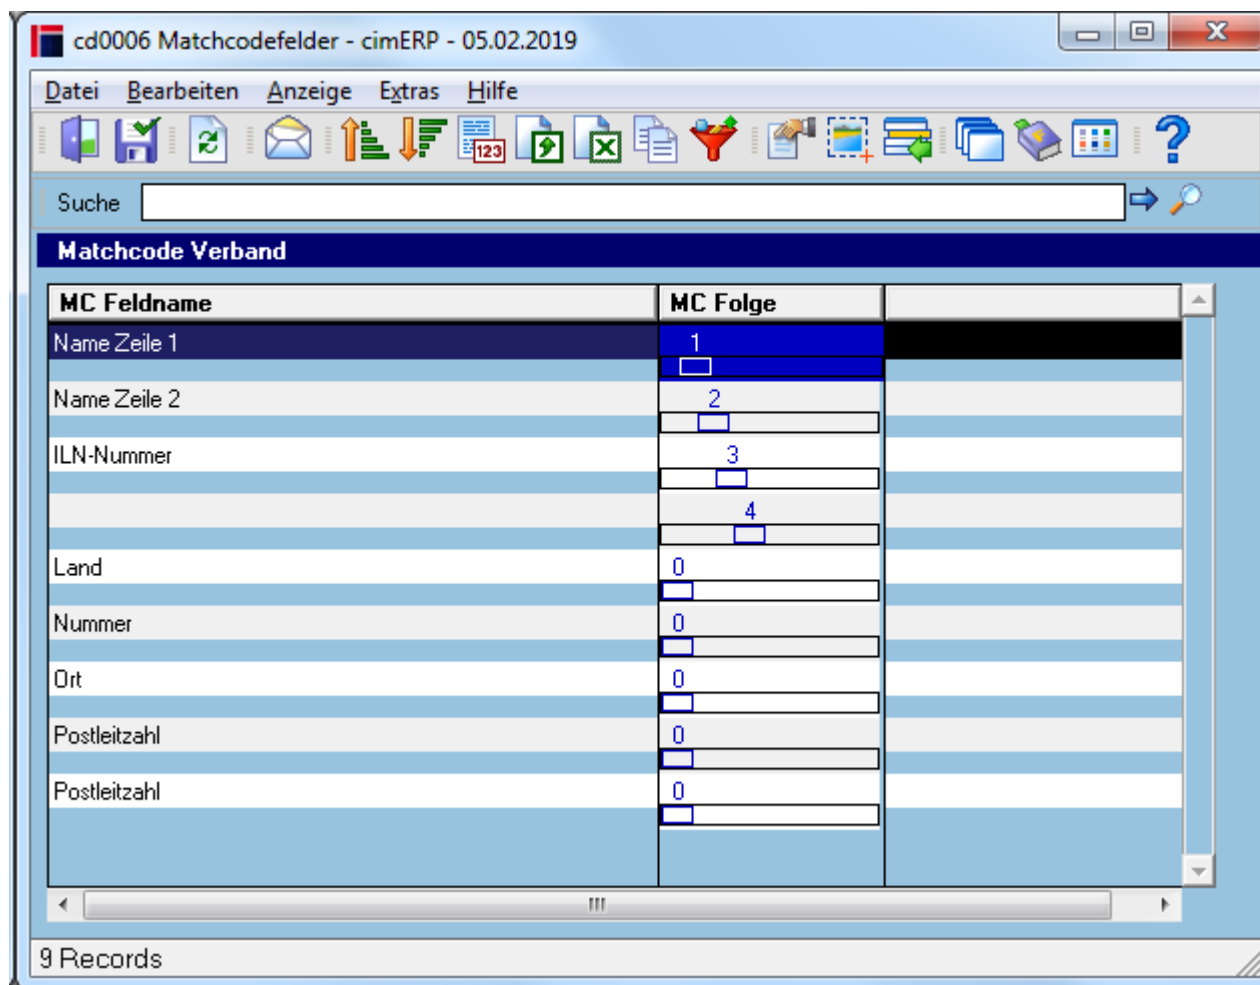 cd0006 Matchcodefelder - cimERP - 05.02.2019
Datei Bearbeiten Anzeige Extras Hilfe
123
Suche
Matchcode Verband
MC Feldname MC Folge
Name Zeile 1 1
Name Zeile 2 2
ILN-Nummer 3
4
Land 0
Nummer 0
Ort 0
Postleitzahl 0
Postleitzahl 0
9 Records